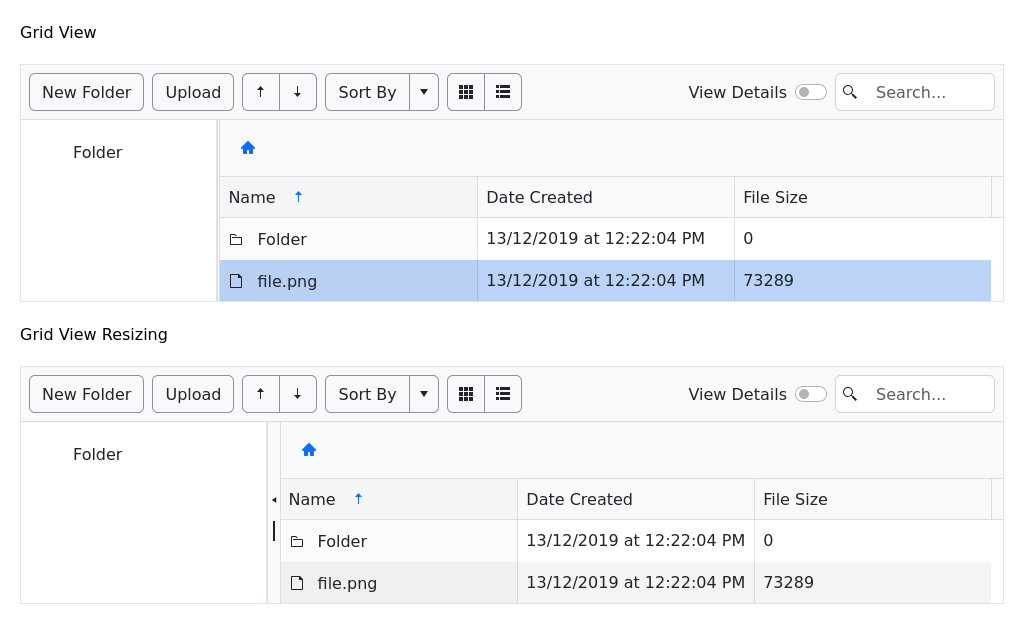 Grid View
New Folder Upload Sort By View Details Search...
Folder
Name Date Created File Size
Folder 13/12/2019 at 12:22:04 PM 0
file.png 13/12/2019 at 12:22:04 PM 73289
Grid View Resizing
New Folder Upload Sort By View Details Search...
Folder
Name Date Created File Size
Folder 13/12/2019 at 12:22:04 PM 0
file.png 13/12/2019 at 12:22:04 PM 73289